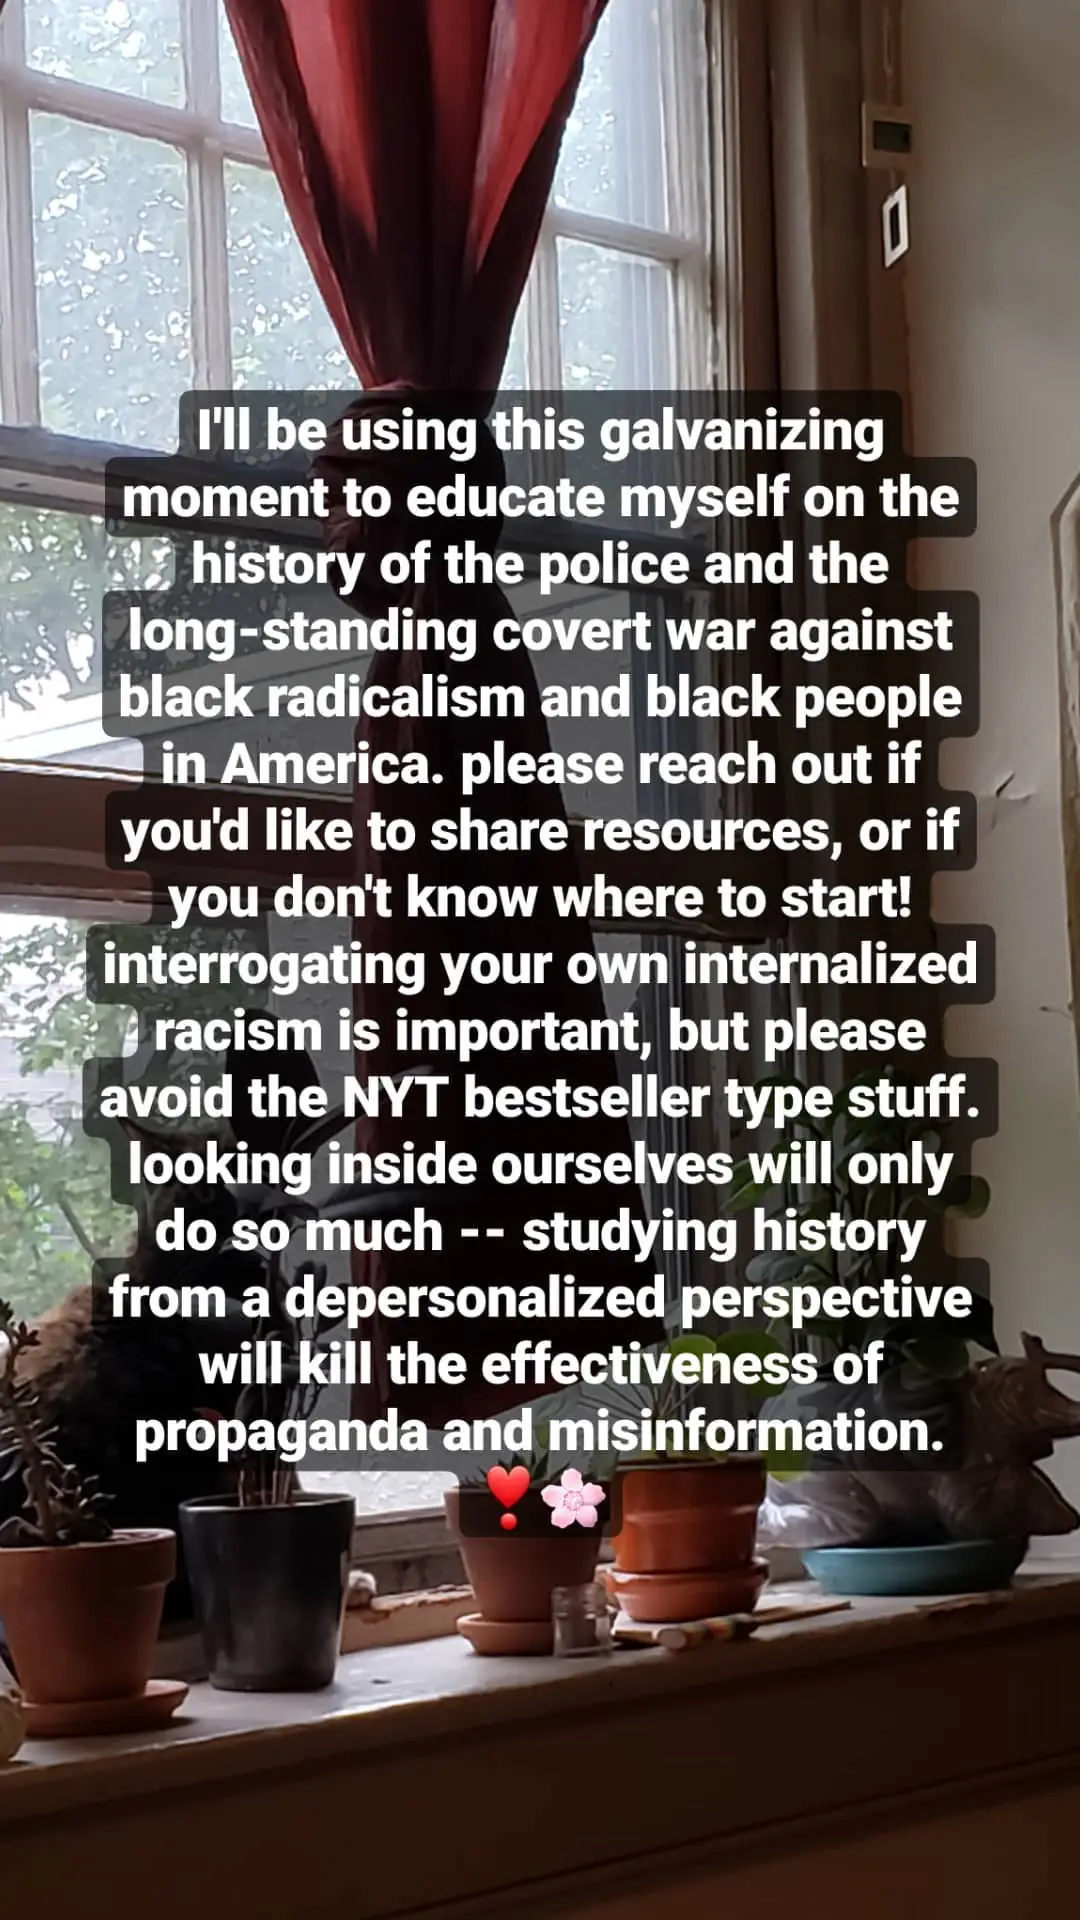 I'll be using this galvanizing
moment to educate myself on the
history of the police and the
long-standing covert war against
black radicalism and black people
in America. please reach out if
you'd like to share resources, or if
you don't know where to start!
interrogating your own internalized
racism is important, but please
avoid the NYT bestseller type stuff.
looking inside ourselves will only
do so much -- studying history
from a depersonalized perspective
will kill the effectiveness of
propaganda and misinformation.
❣️🌸